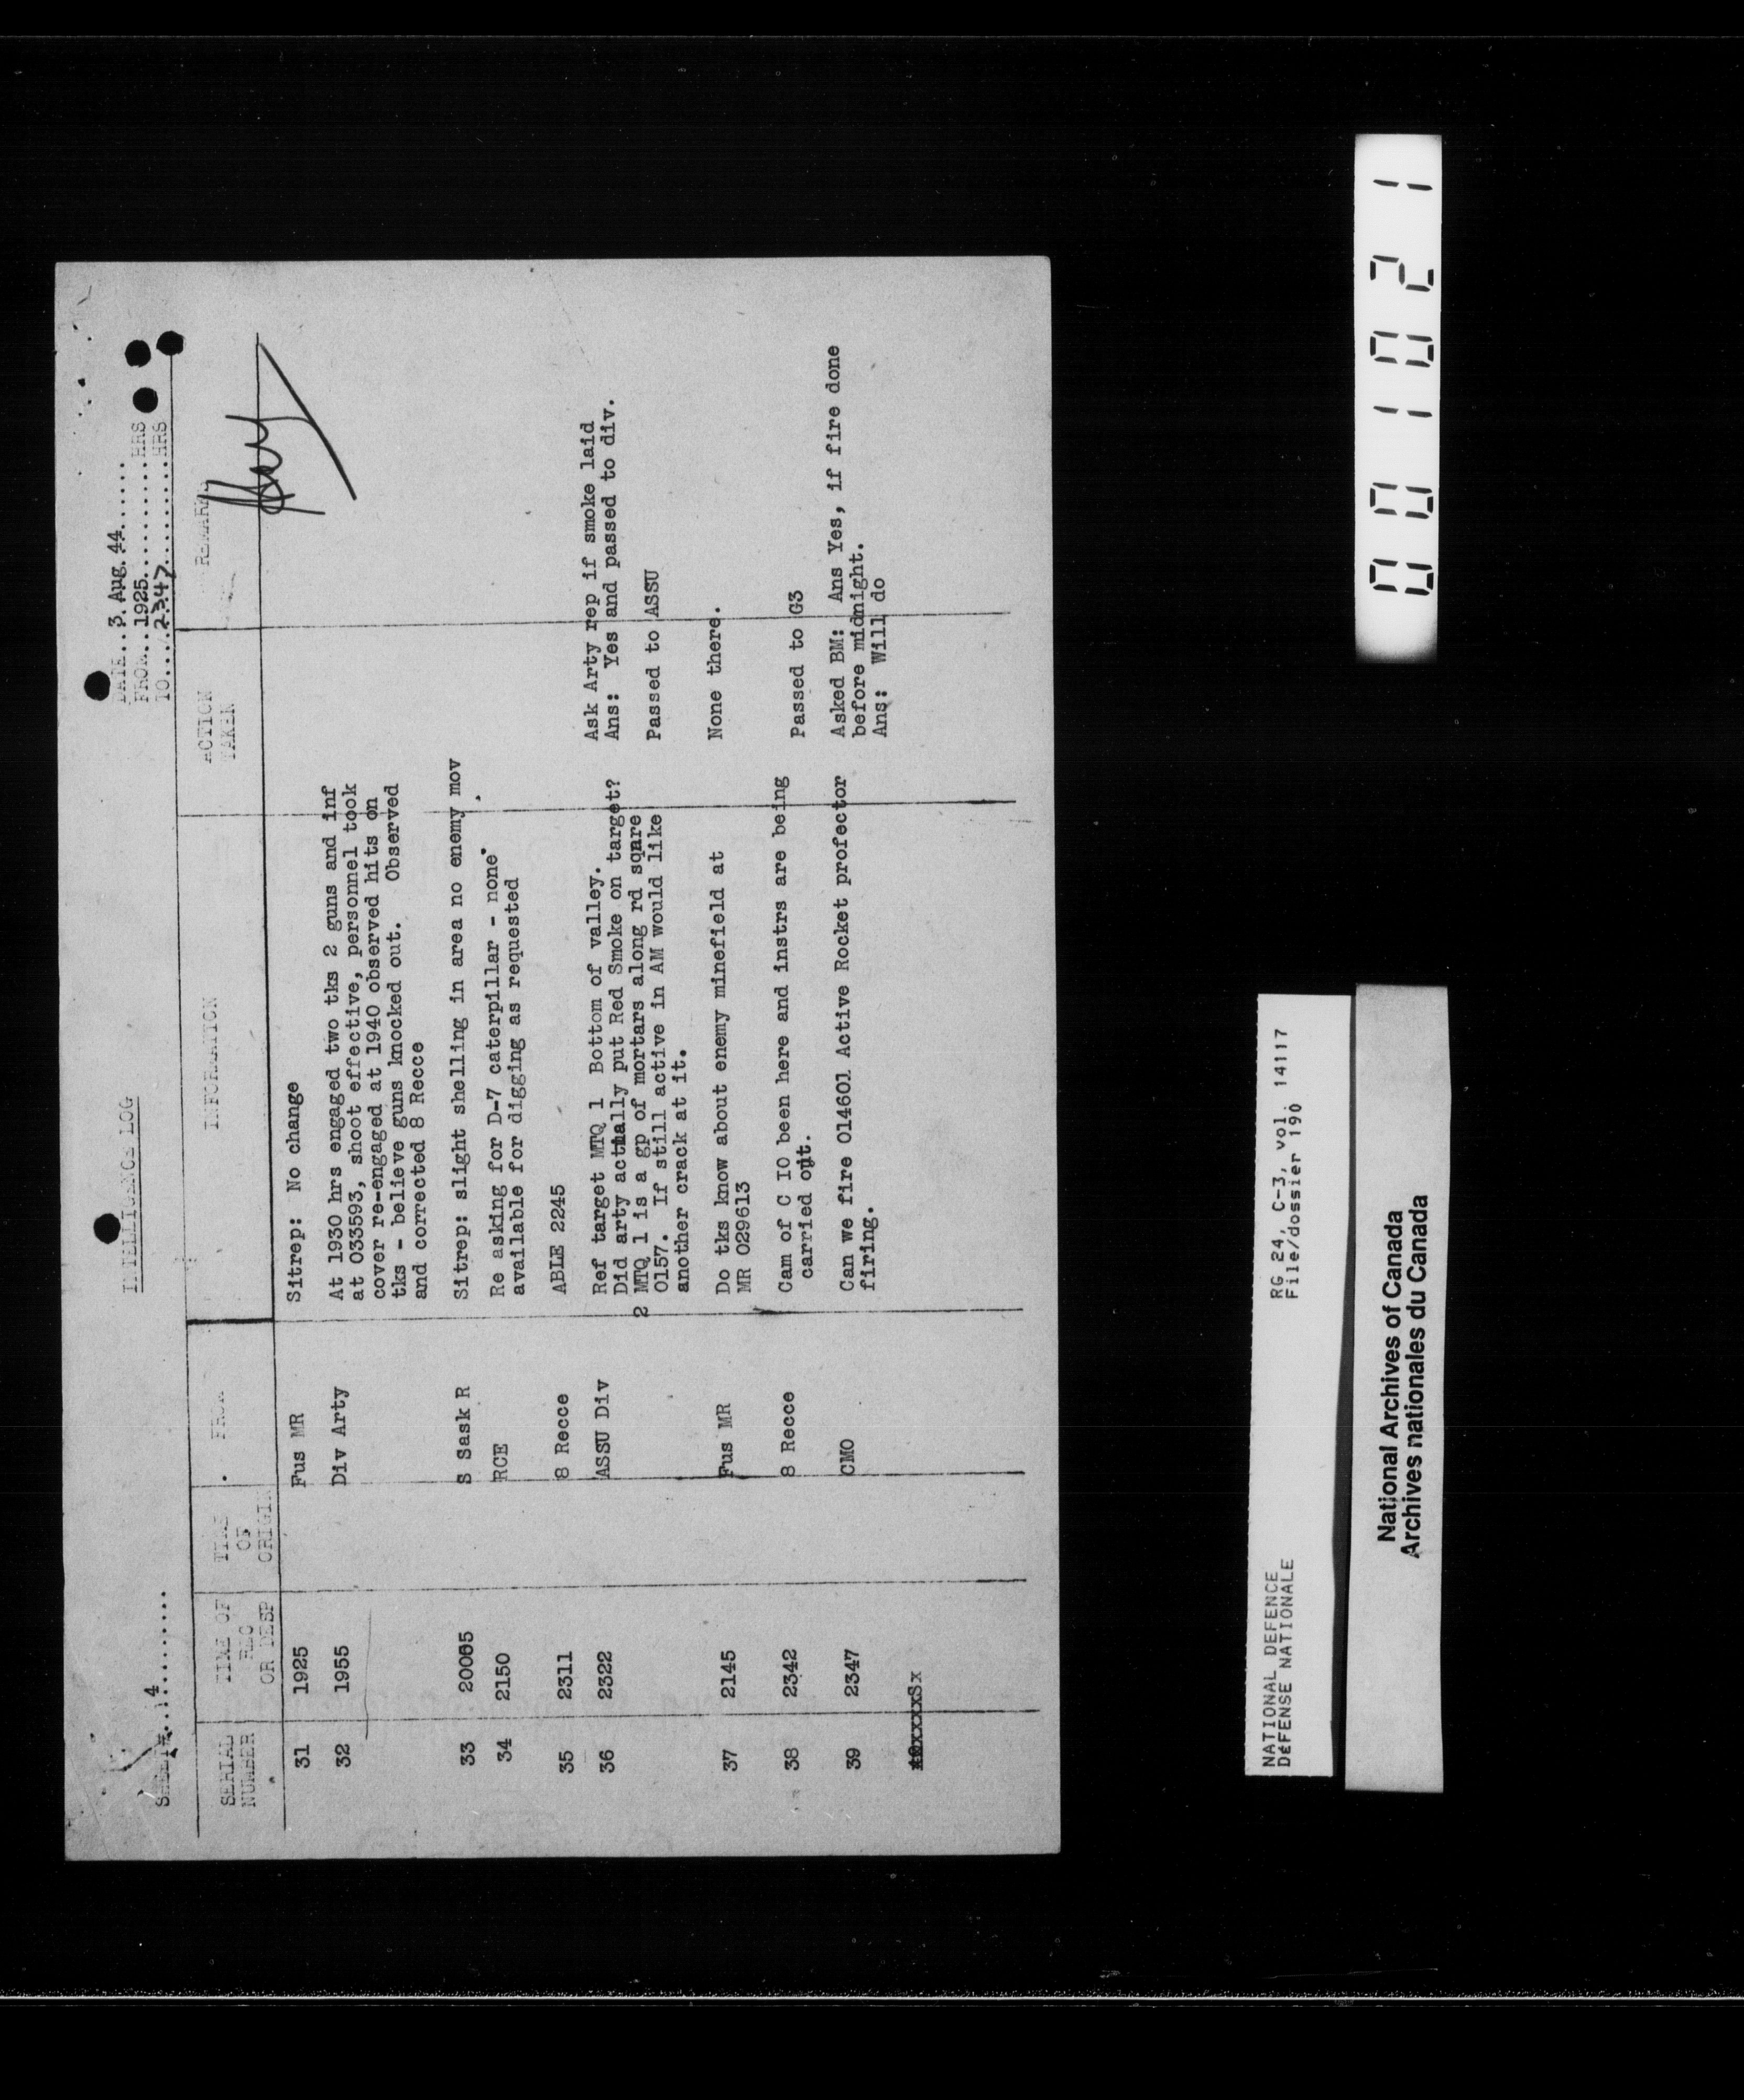 INTELLIGENCE LOG
SHEET 4
DATE 3. Aug. 44
FROM 1925 HRS
TO 2347 HRS
SERIAL NUMBER
TIME OF REC OR DESP
TIME OF ORIGIN
FROM
INFORMATION
ACTION TAKEN
REMARKS
31 1925 Fus MR Sitrep: No change
32 1955 Div Arty At 1930 hrs engaged two tks 2 guns and inf
at 033593, shoot effective, personnel took
cover re-engaged at 1940 observed hits on
tks - believe guns knocked out. Observed
and corrected 8 Recce
33 20005 S Sask R Sitrep: slight shelling in area no enemy mov
34 2150 RCE Re asking for D-7 caterpillar - none
available for digging as requested
35 2311 8 Recce ABLE 2245
36 2322 ASSU Div Ref target MTQ 1 Bottom of valley. Ask Arty rep if smoke laid
Did arty actually put Red Smoke on target? Ans: Yes and passed to div.
2 MTQ 1 is a gp of mortars along rd sqare
0157. If still active in AM would like Passed to ASSU
another crack at it.
37 2145 Fus MR Do tks know about enemy minefield at None there.
MR 029613
38 2342 8 Recce Cam of C IO been here and instrs are being Passed to G3
carried out.
39 2347 CMO Can we fire 014601 Active Rocket profector Asked BM: Ans Yes, if fire done
firing. before midnight.
Ans: Will do
0001021
NATIONAL DEFENCE RG 24, C-3, vol. 14117
DÉFENSE NATIONALE File/dossier 190
National Archives of Canada
Archives nationales du Canada